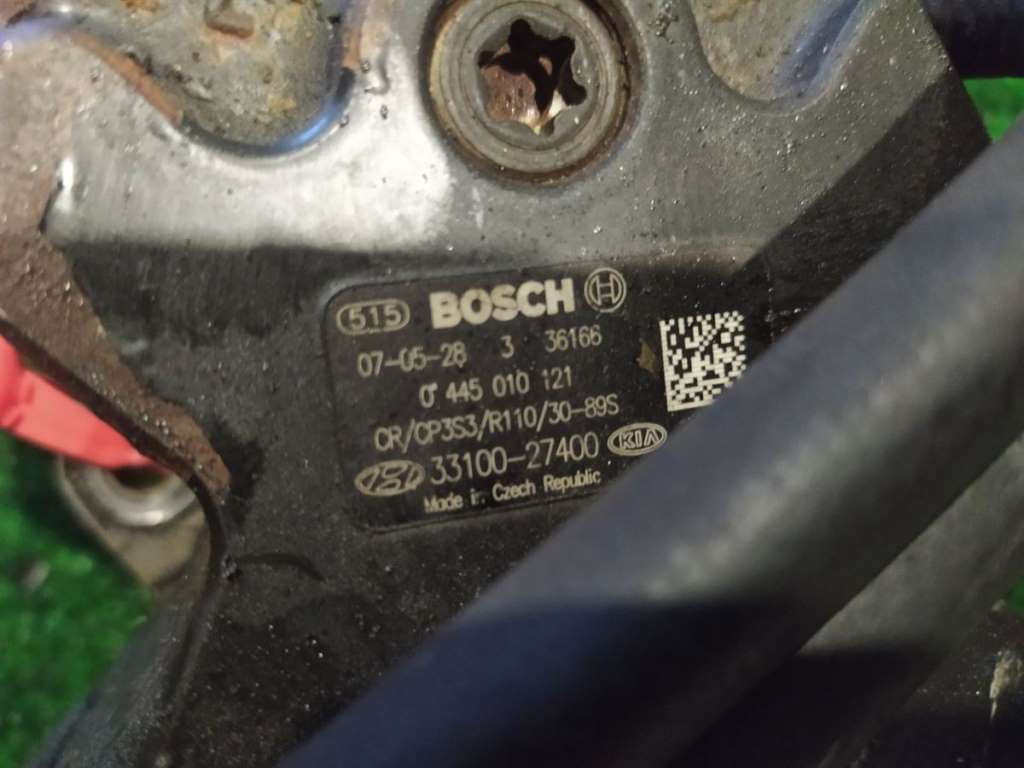 515 BOSCH
07-05-28 3 36166
0 445 010 121
CR/CP3S3/R110/30-89S
33100-27400 KIA
Made in Czech Republic